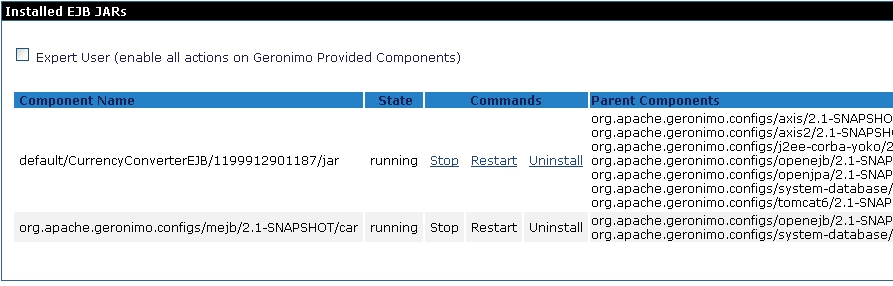 Installed EJB JARs
Expert User (enable all actions on Geronimo Provided Components)
Component Name State Commands Parent Components
org.apache.geronimo.configs/axis/2.1-SNAPSHO
org.apache.geronimo.configs/axis2/2.1-SNAP
org.apache.geronimo.configs/j2ee-corba-yoko/2
default/CurrencyConverterEJB/1199912901187/jar running Stop Restart Uninstall org.apache.geronimo.configs/openejb/2.1-SNAP
org.apache.geronimo.configs/openjpa/2.1-SNAP
org.apache.geronimo.configs/system-database/
org.apache.geronimo.configs/tomcat6/2.1-SNAP
org.apache.geronimo.configs/mejb/2.1-SNAPSHOT/car running Stop Restart Uninstall org.apache.geronimo.configs/openejb/2.1-SNAP
org.apache.geronimo.configs/system-database/